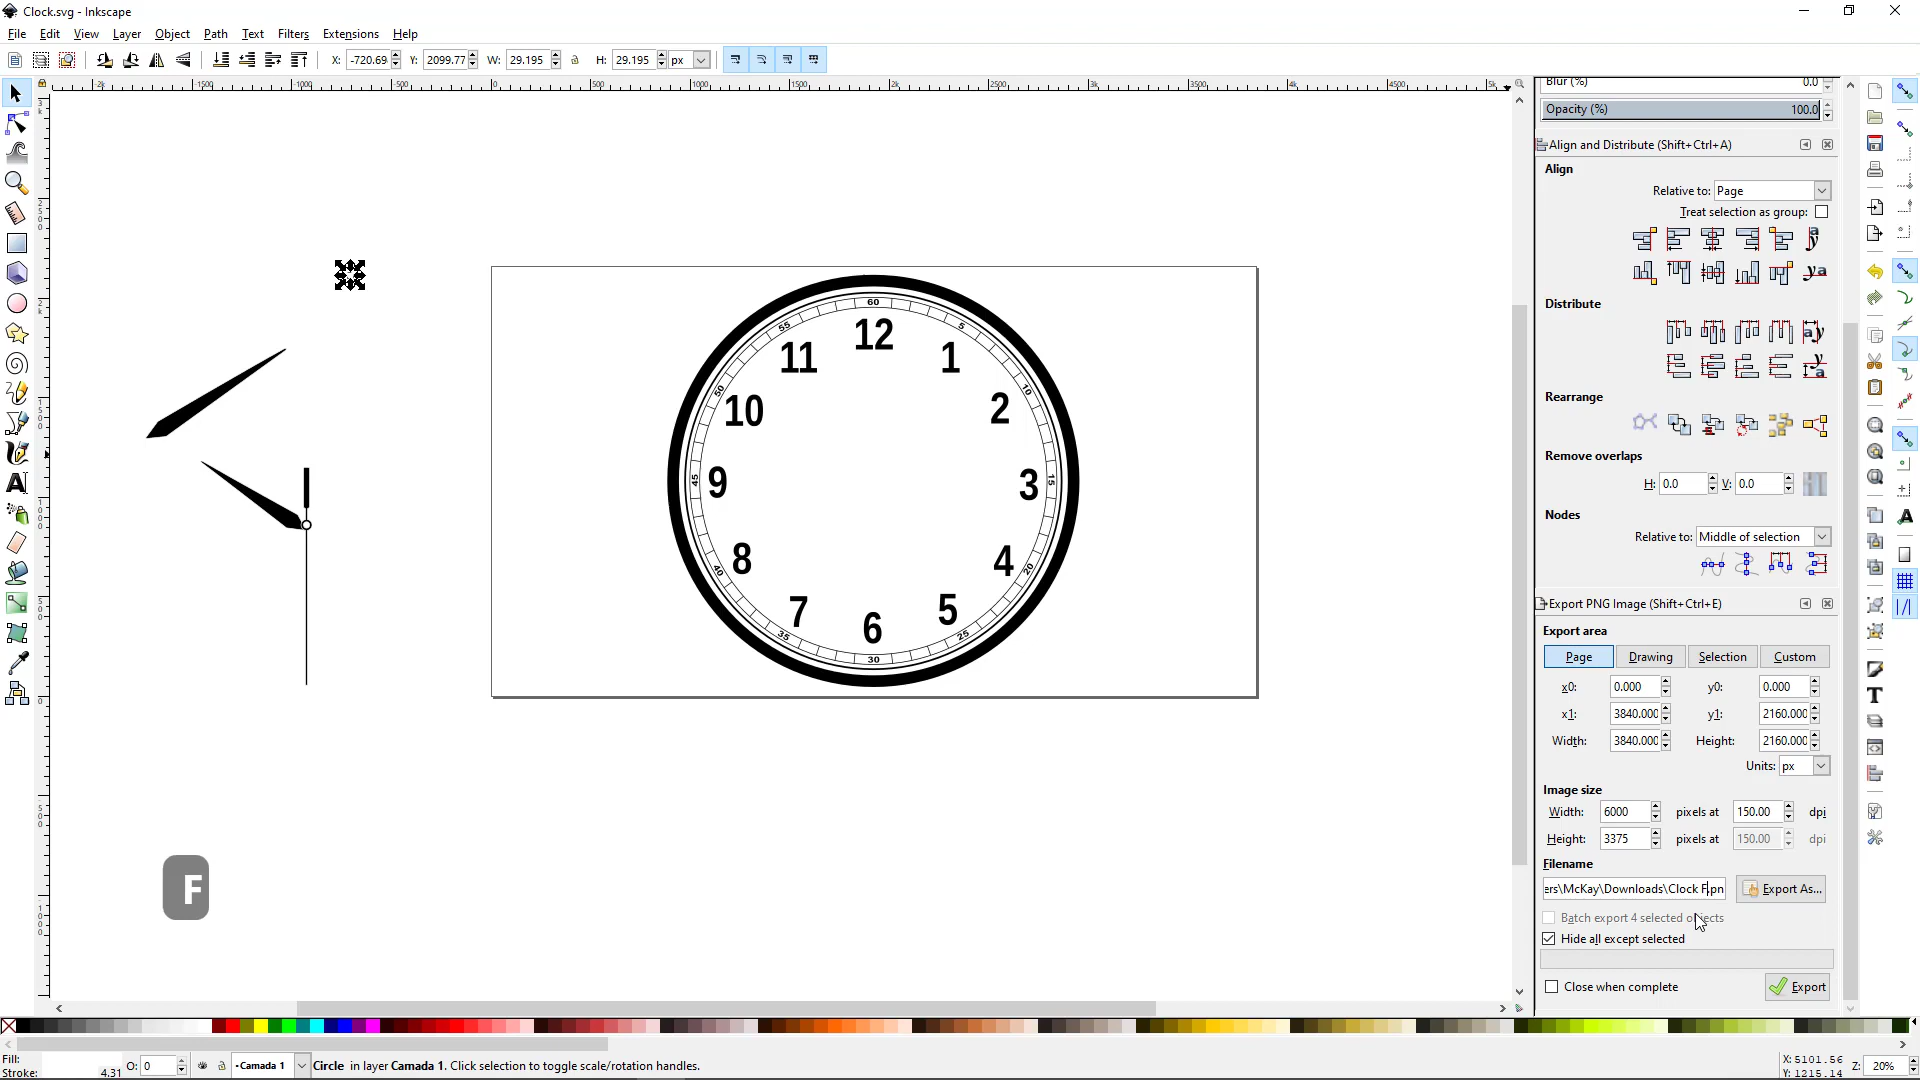 Clock.svg - Inkscape
File Edit View Layer Object Path Text Filters Extensions Help
X: -720.69 Y: 2099.77 W: 29.195 H: 29.195 px
Blur (%) 0.0
Opacity (%) 100.0
Align and Distribute (Shift+Ctrl+A)
Align
Relative to: Page
Treat selection as group:
Distribute
Rearrange
Remove overlaps
H: 0.0 V: 0.0
Nodes
Relative to: Middle of selection
Export PNG Image (Shift+Ctrl+E)
Export area
Page Drawing Selection Custom
x0: 0.000 y0: 0.000
x1: 3840.000 y1: 2160.000
Width: 3840.000 Height: 2160.000
Units: px
Image size
Width: 6000 pixels at 150.00 dpi
Height: 3375 pixels at 150.00 dpi
Filename
ers\McKay\Downloads\Clock F.pn Export As...
Batch export 4 selected objects
Hide all except selected
Close when complete Export
60
55 5
12
11 1
50 10
10 2
45 9 3 15
8 4
40 20
7 5
6
35 25
30
F
Fill:
Stroke: 4.31 O: 0 •Camada 1 Circle in layer Camada 1. Click selection to toggle scale/rotation handles.
X: 5101.56
Y: 1215.14 Z: 20%